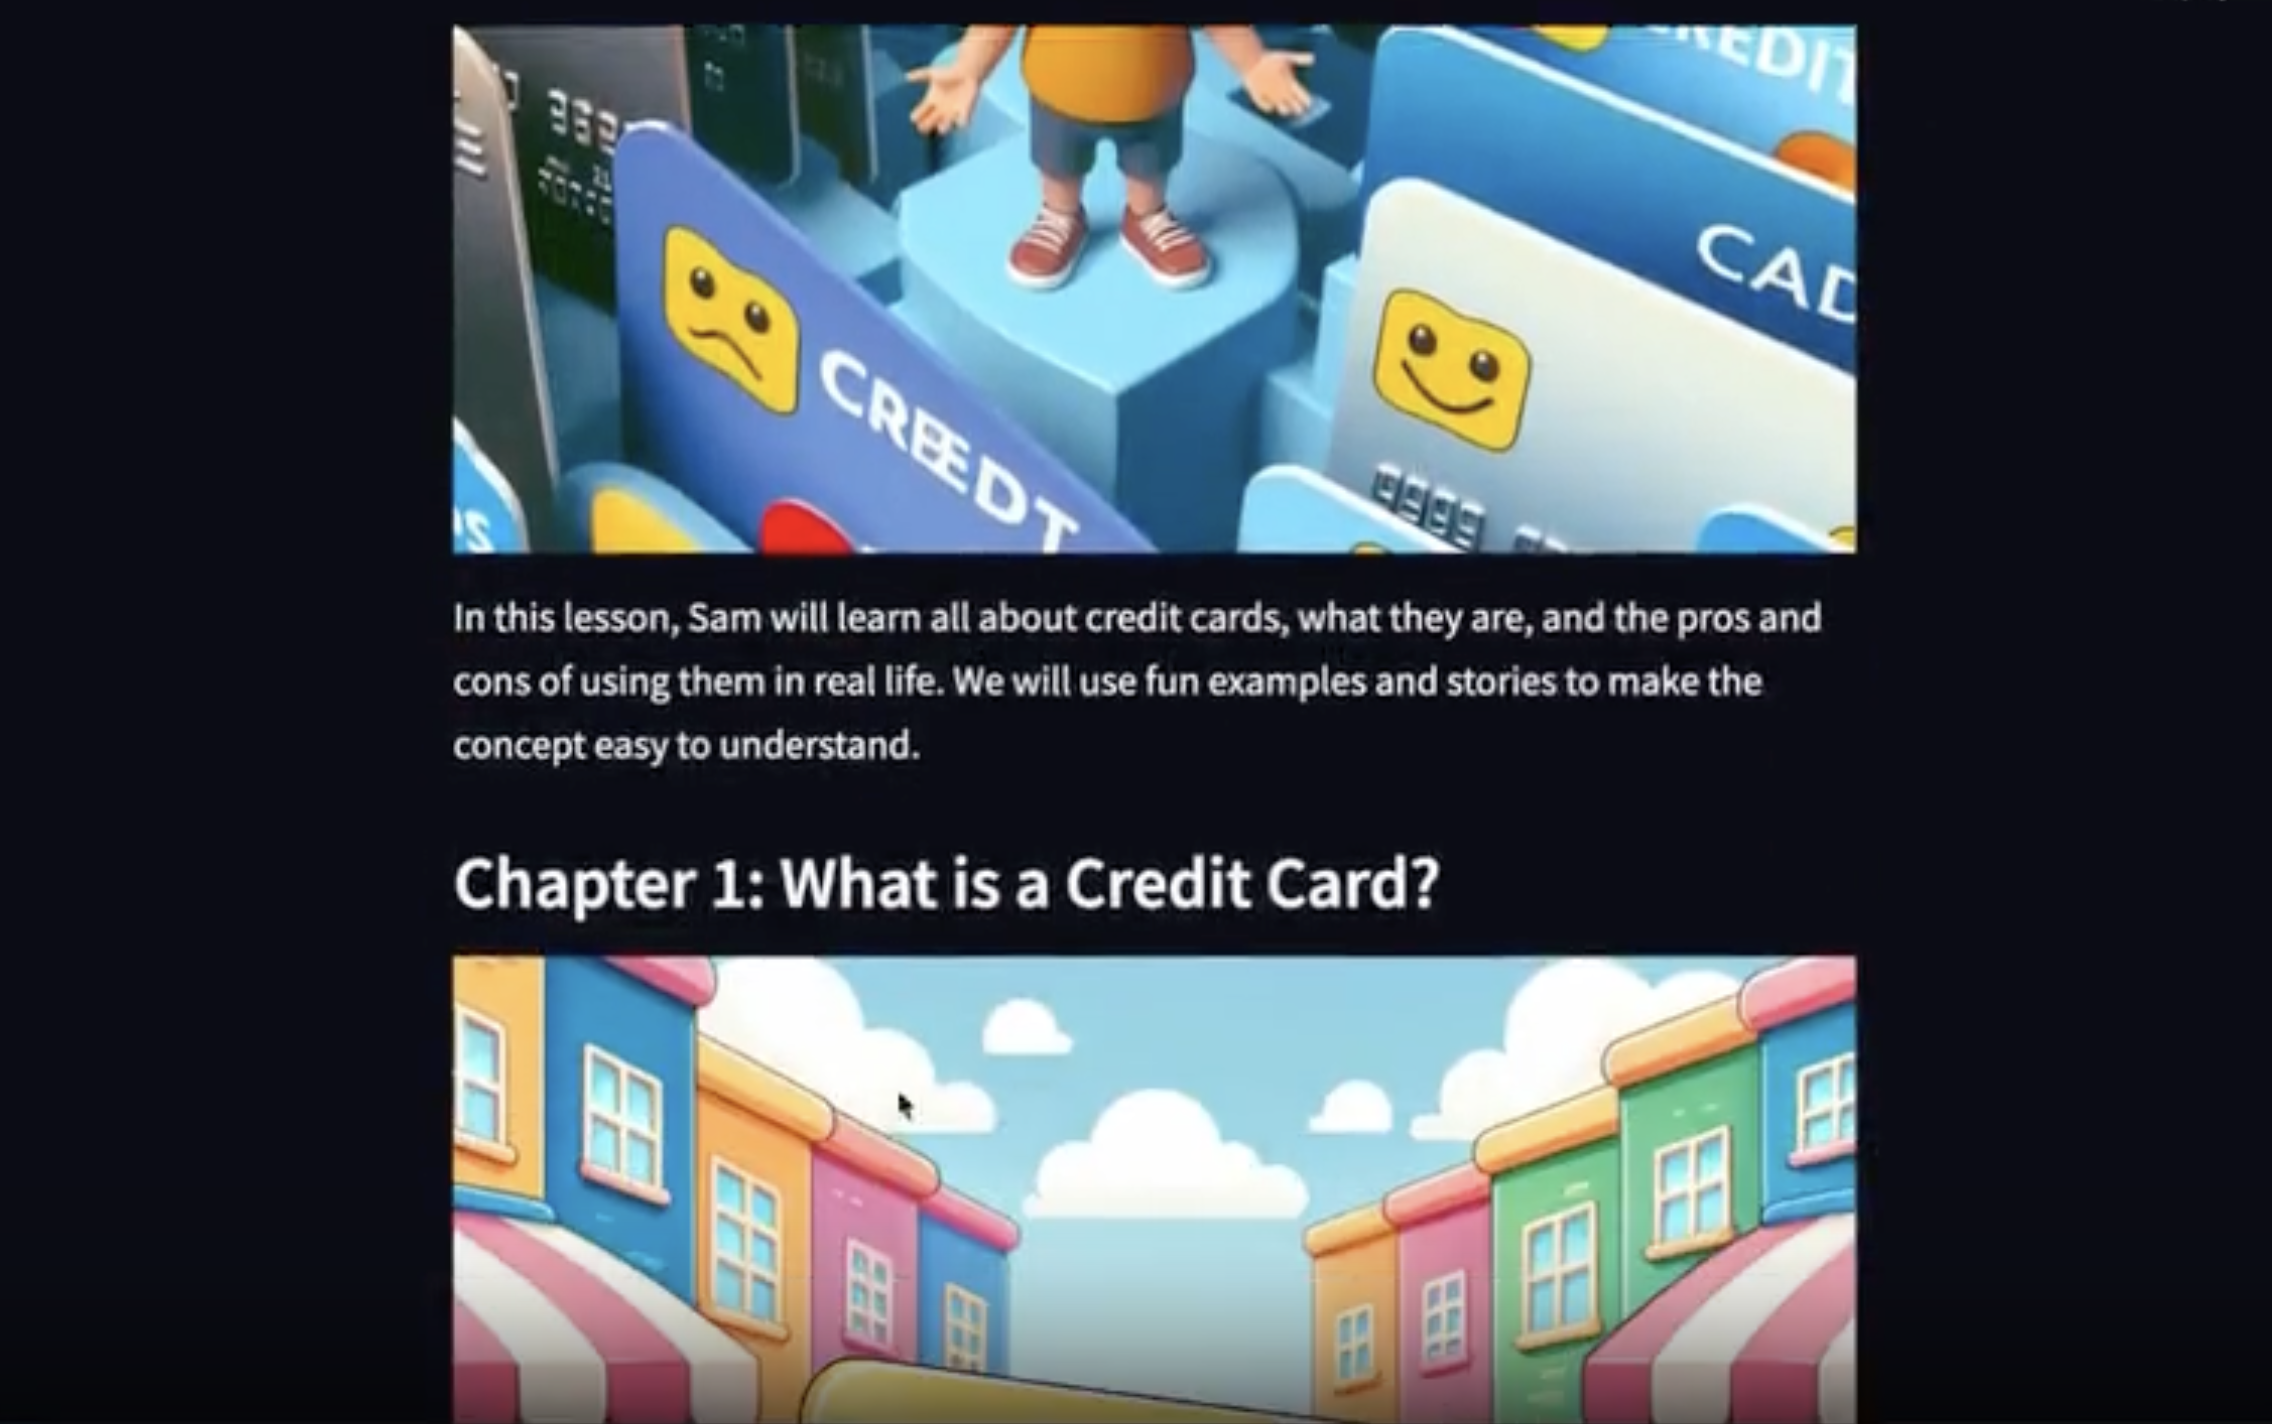 CREDIT
CAD
CREEDT
In this lesson, Sam will learn all about credit cards, what they are, and the pros and
cons of using them in real life. We will use fun examples and stories to make the
concept easy to understand.
Chapter 1: What is a Credit Card?